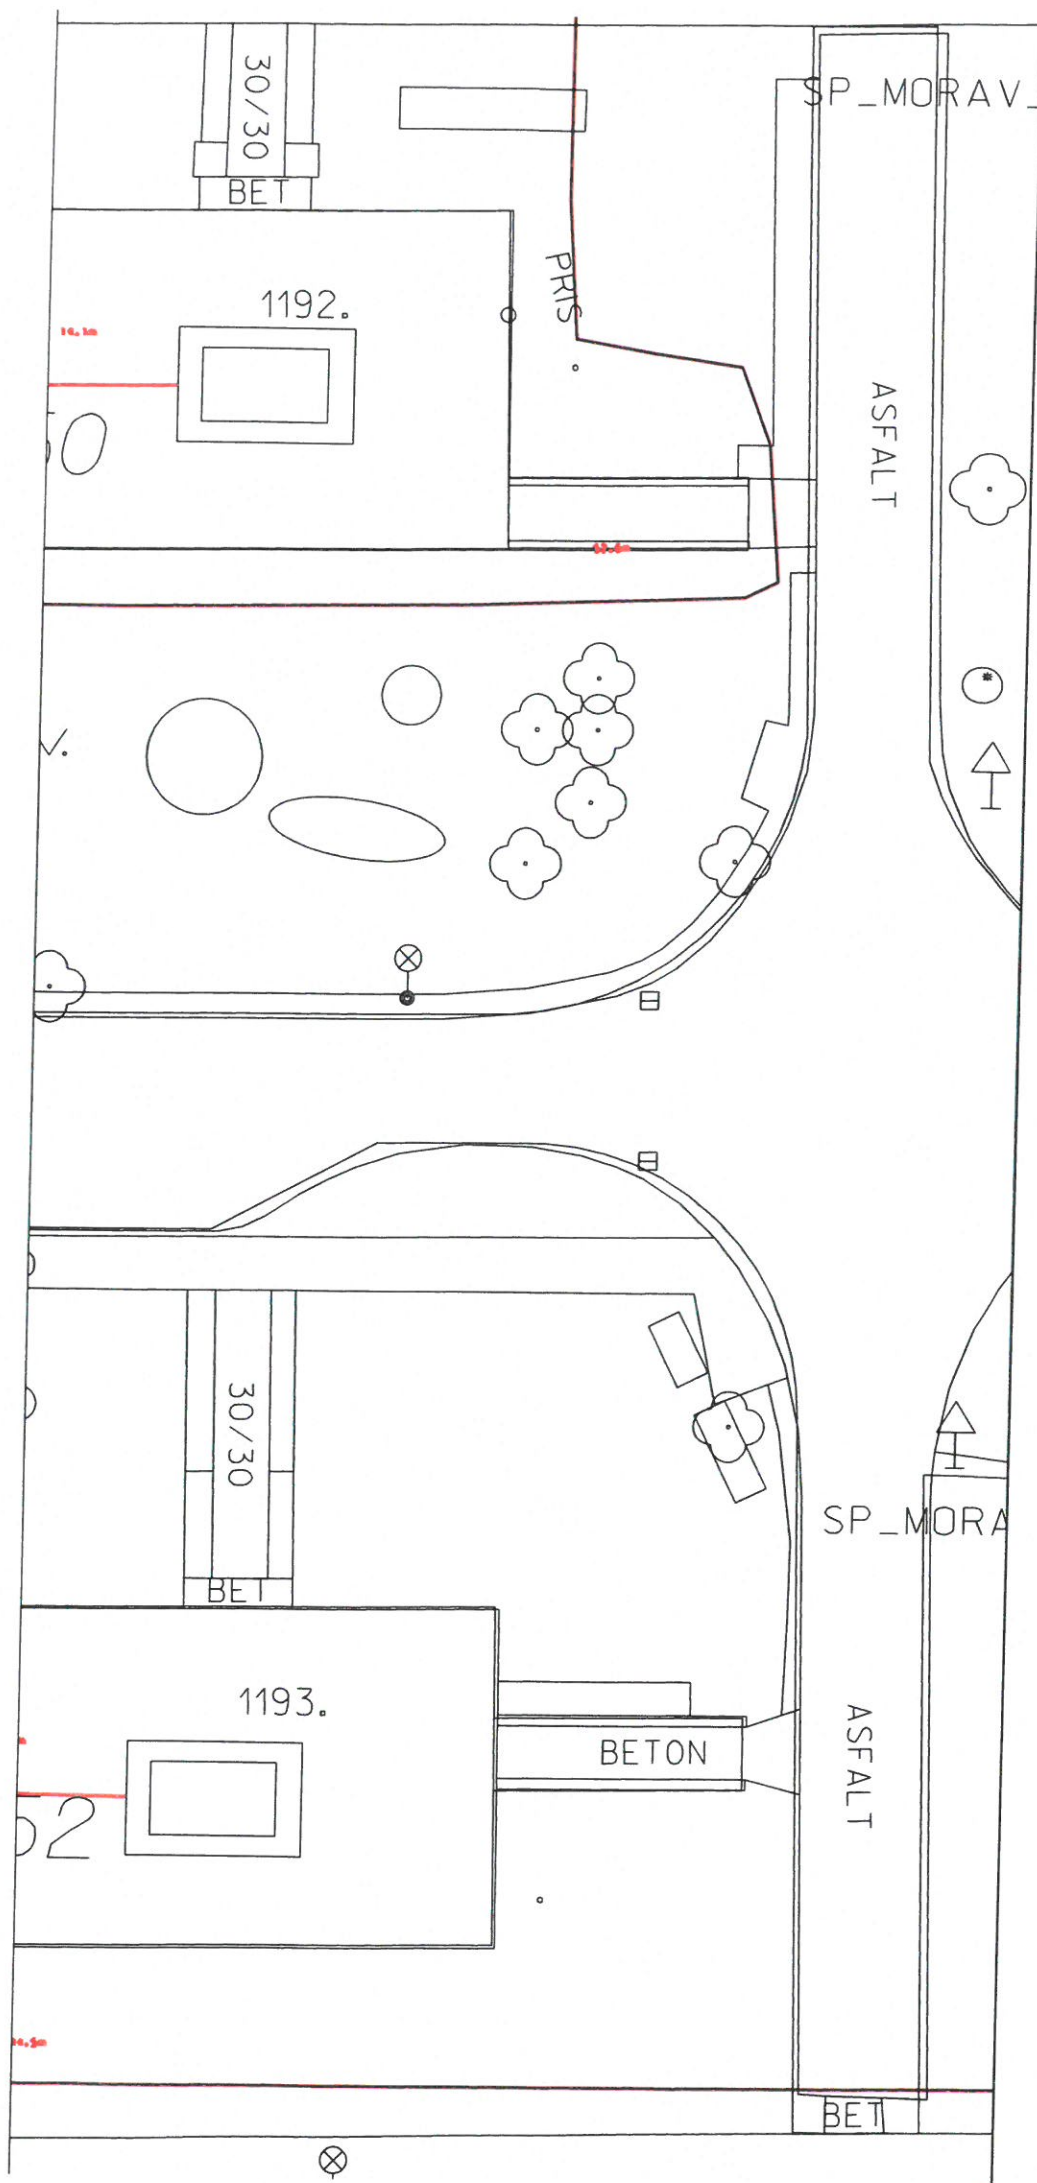 30/30
SP_MORAV_
BET
PRIS
1192.
ASFALT
30/30
SP_MORA
BET
1193.
ASFALT
BETON
52
BET